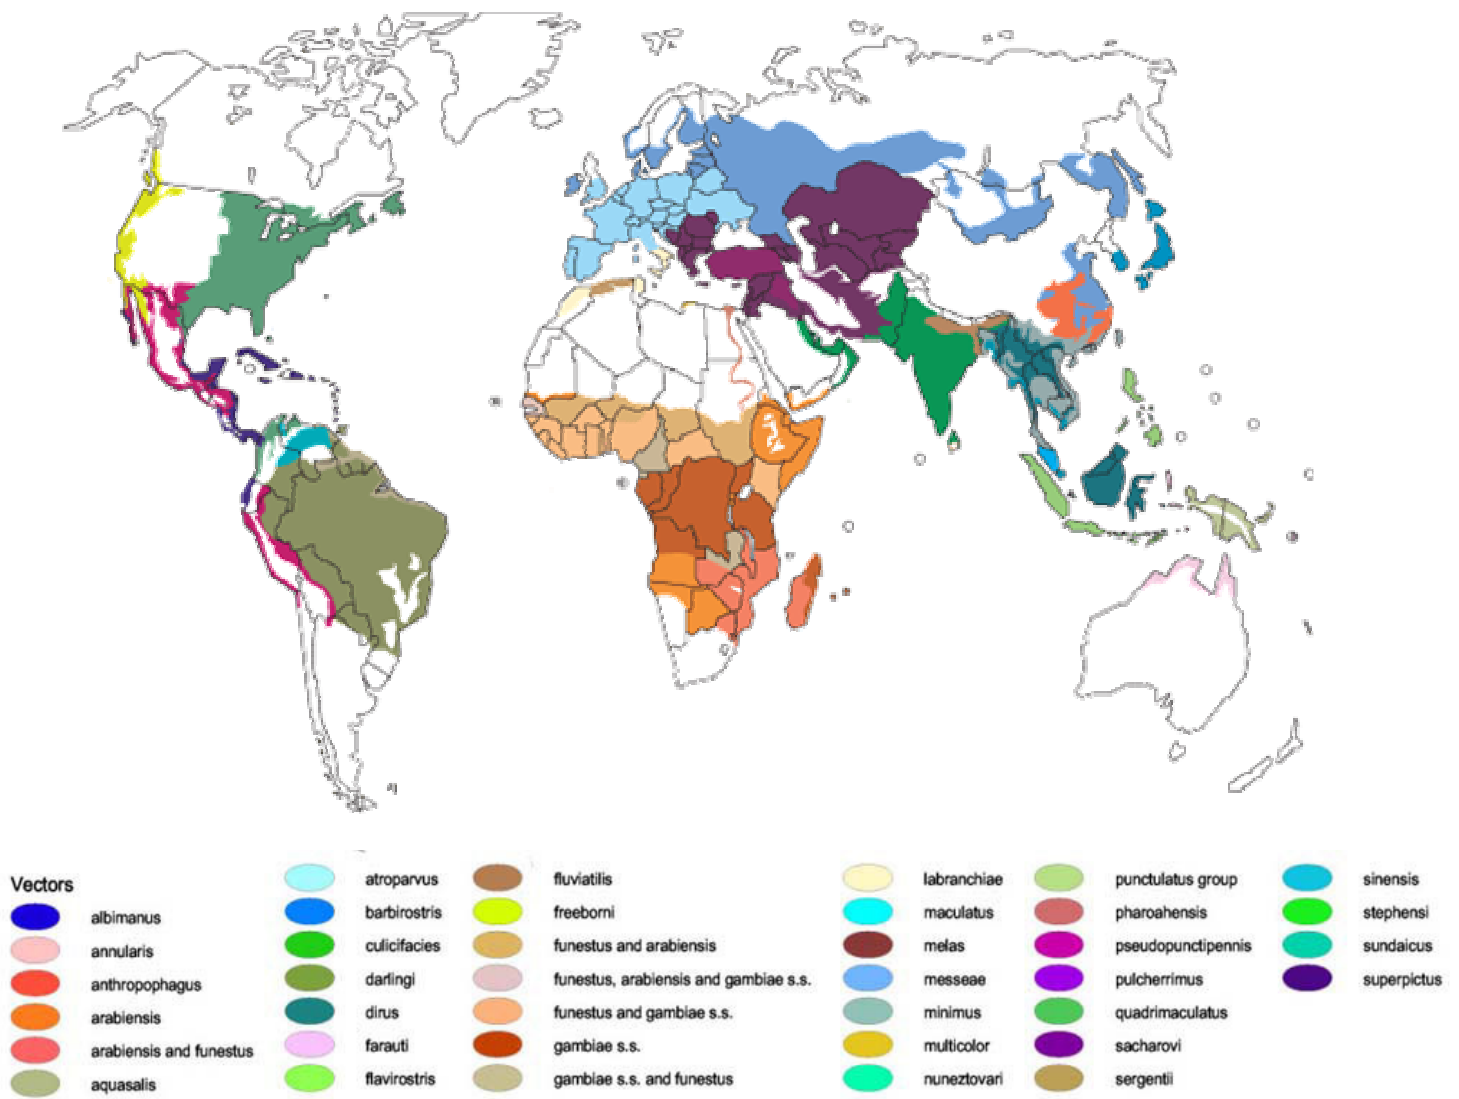 Vectors
albimanus
annularis
anthropophagus
arabiensis
arabiensis and funestus
aquasalis
atroparvus
barbirostris
culicifacies
darlingi
dirus
farauti
flavirostris
fluviatilis
freeborni
funestus and arabiensis
funestus, arabiensis and gambiae s.s.
funestus and gambiae s.s.
gambiae s.s.
gambiae s.s. and funestus
labranchiae
maculatus
melas
messeae
minimus
multicolor
nuneztovari
punctulatus group
pharoahensis
pseudopunctipennis
pulcherrimus
quadrimaculatus
sacharovi
sergentii
sinensis
stephensi
sundaicus
superpictus